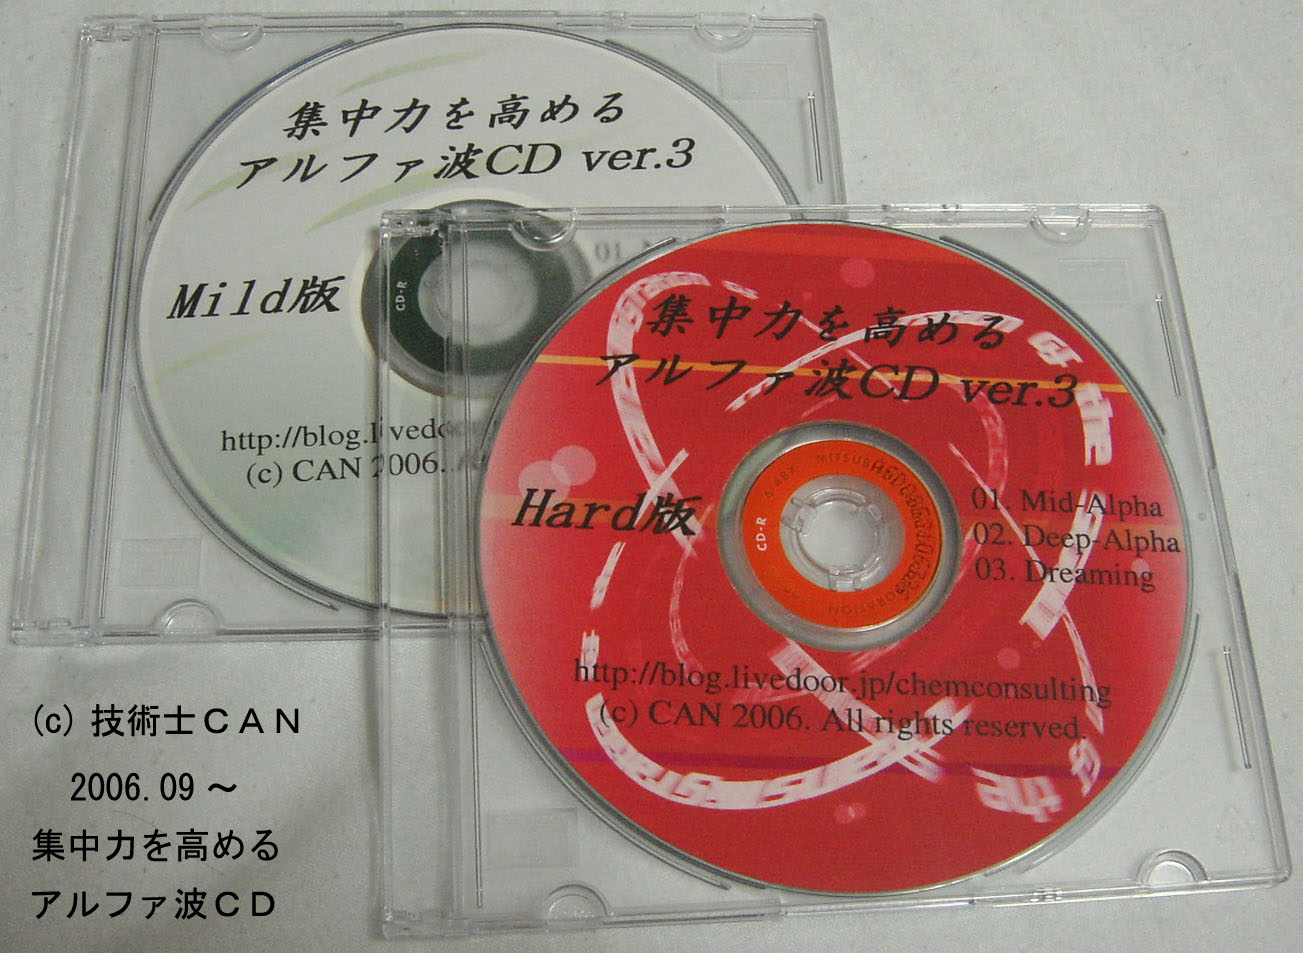 集中力を高める
アルファ波CD ver.3
Mild版
CD-R
01. M
http://blog.livedo
(c) CAN 2006. A
集中力を高める
アルファ波CD ver.3
Hard版
CD-R
4-48X
01. Mid-Alpha
02. Deep-Alpha
03. Dreaming
http://blog.livedoor.jp/chemconsulting
(c) CAN 2006. All rights reserved.
(c) 技術士ＣＡＮ
2006.09～
集中力を高める
アルファ波ＣＤ